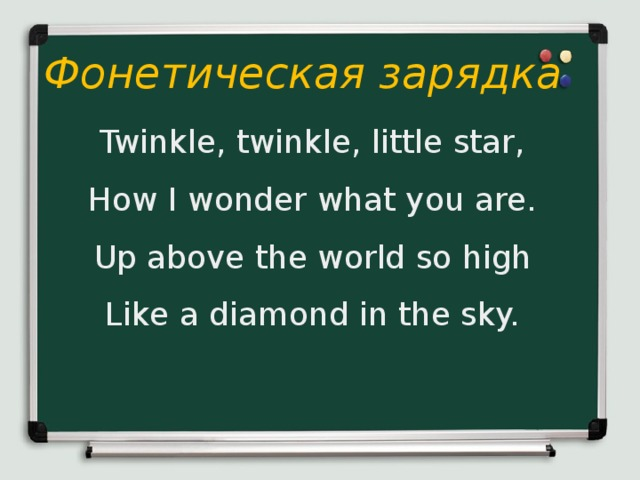 Фонетическая зарядка
Twinkle, twinkle, little star,
How I wonder what you are.
Up above the world so high
Like a diamond in the sky.